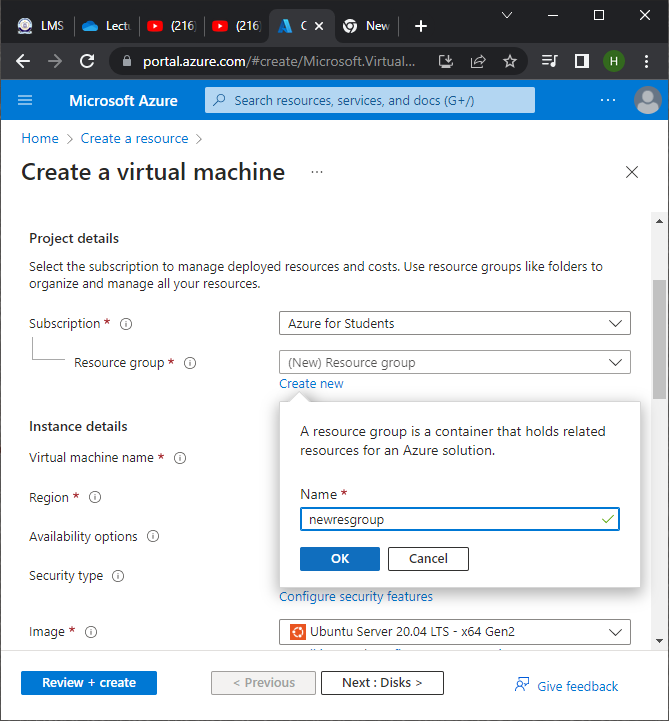 LMS
Lectu
(216)
(216)
New
portal.azure.com/#create/Microsoft.Virtual...
H
Microsoft Azure
Search resources, services, and docs (G+/)
Home > Create a resource >
Create a virtual machine
Project details
Select the subscription to manage deployed resources and costs. Use resource groups like folders to
organize and manage all your resources.
Subscription *
Azure for Students
Resource group *
(New) Resource group
Create new
A resource group is a container that holds related
resources for an Azure solution.
Name *
newresgroup
OK
Cancel
Instance details
Virtual machine name *
Region *
Availability options
Security type
Configure security features
Image *
Ubuntu Server 20.04 LTS - x64 Gen2
Review + create
< Previous
Next : Disks >
Give feedback